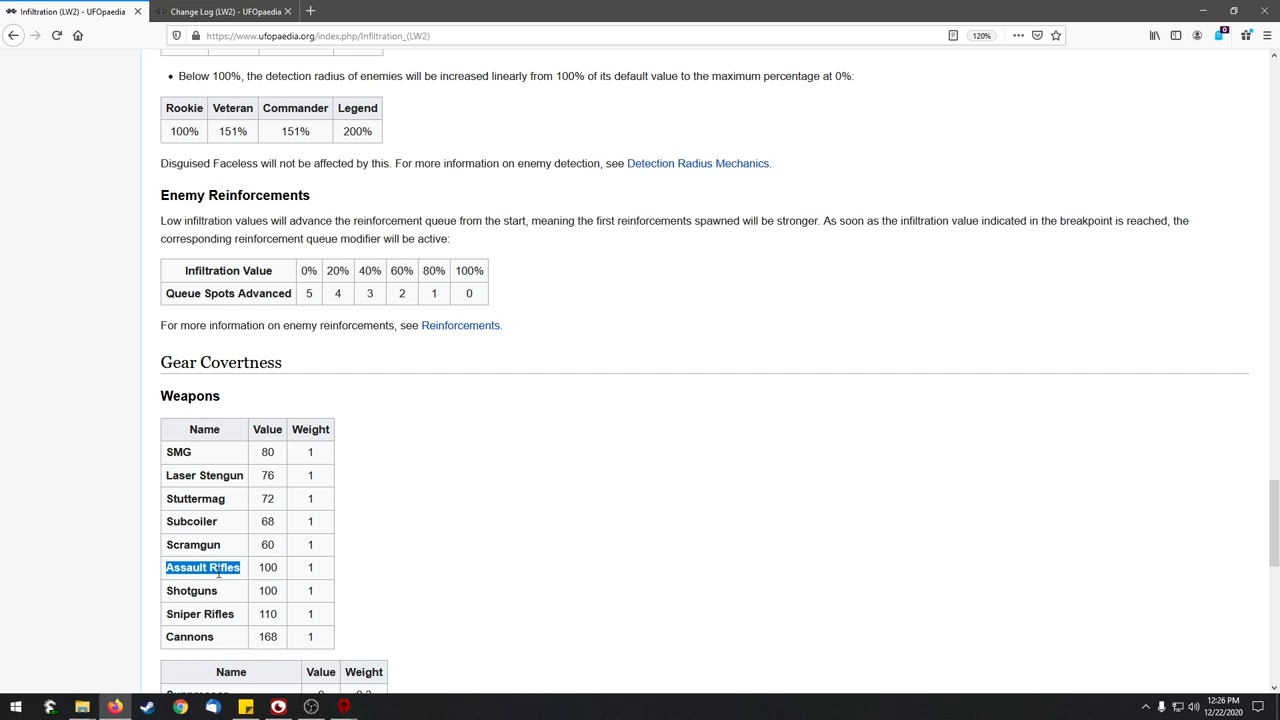 Infiltration (LW2) - UFOpaedia
Change Log (LW2) - UFOpaedia
https://www.ufopaedia.org/index.php/Infiltration_(LW2)
120%
0
• Below 100%, the detection radius of enemies will be increased linearly from 100% of its default value to the maximum percentage at 0%:
Rookie Veteran Commander Legend
100% 151% 151% 200%
Disguised Faceless will not be affected by this. For more information on enemy detection, see Detection Radius Mechanics.
Enemy Reinforcements
Low infiltration values will advance the reinforcement queue from the start, meaning the first reinforcements spawned will be stronger. As soon as the infiltration value indicated in the breakpoint is reached, the
corresponding reinforcement queue modifier will be active:
Infiltration Value 0% 20% 40% 60% 80% 100%
Queue Spots Advanced 5 4 3 2 1 0
For more information on enemy reinforcements, see Reinforcements.
Gear Covertness
Weapons
Name Value Weight
SMG 80 1
Laser Stengun 76 1
Stuttermag 72 1
Subcoiler 68 1
Scramgun 60 1
Assault Rifles 100 1
Shotguns 100 1
Sniper Rifles 110 1
Cannons 168 1
Name Value Weight
12:26 PM
12/22/2020